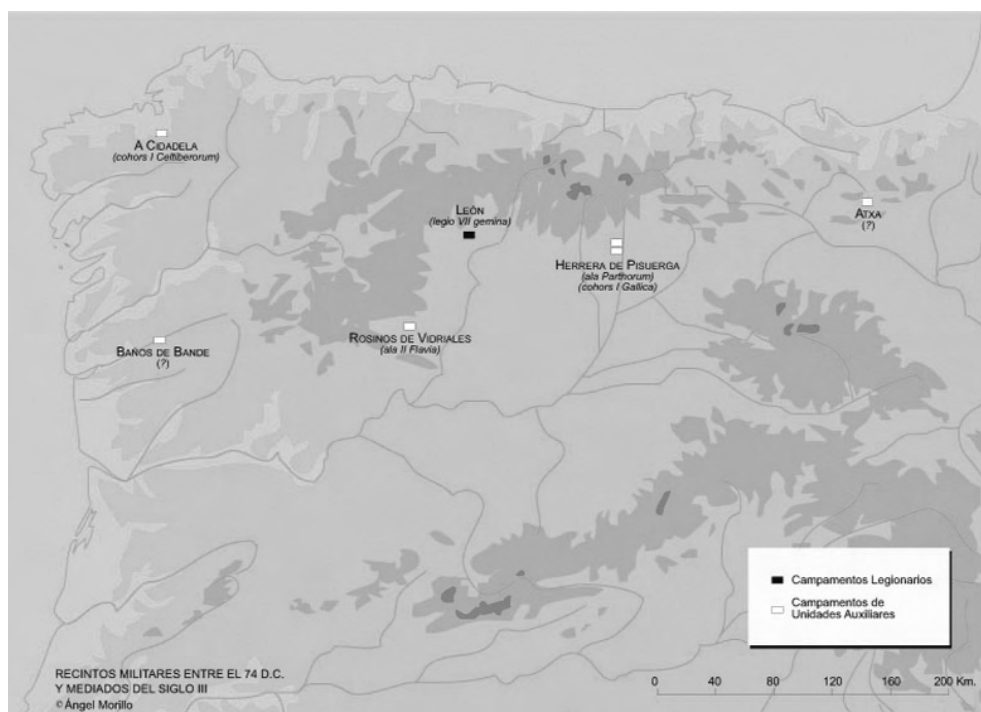 A CIDADELA
(cohors I Celtiberorum)
LEÓN
(legio VII gemina)
ATXA
(?)
HERRERA DE PISUERGA
(ala Parthorum)
(cohors I Gallica)
ROSINOS DE VIDRIALES
(ala II Flavia)
BAÑOS DE BANDE
(?)
Campamentos Legionarios
Campamentos de
Unidades Auxiliares
RECINTOS MILITARES ENTRE EL 74 D.C.
Y MEDIADOS DEL SIGLO III
© Ángel Morillo
0 40 80 120 160 200 Km.